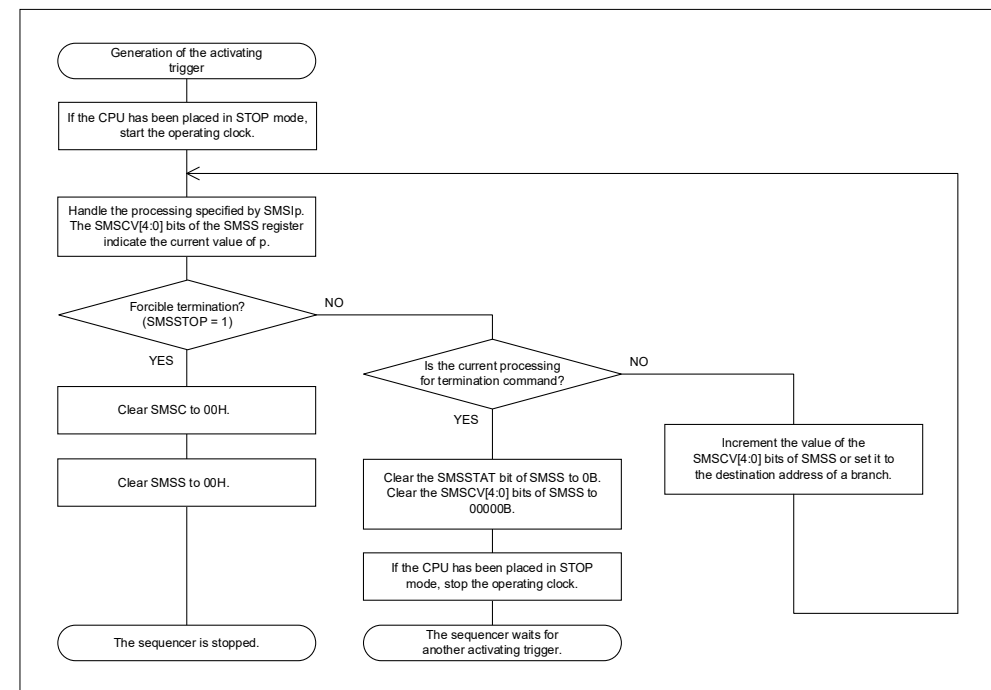 Generation of the activating
trigger
If the CPU has been placed in STOP mode,
start the operating clock.
Handle the processing specified by SMSIp.
The SMSCV[4:0] bits of the SMSS register
indicate the current value of p.
Forcible termination?
(SMSSTOP = 1)
NO
YES
Is the current processing
for termination command?
NO
YES
Clear SMSC to 00H.
Clear SMSS to 00H.
Increment the value of the
SMSCV[4:0] bits of SMSS or set it to
the destination address of a branch.
Clear the SMSSTAT bit of SMSS to 0B.
Clear the SMSCV[4:0] bits of SMSS to
00000B.
If the CPU has been placed in STOP
mode, stop the operating clock.
The sequencer is stopped.
The sequencer waits for
another activating trigger.